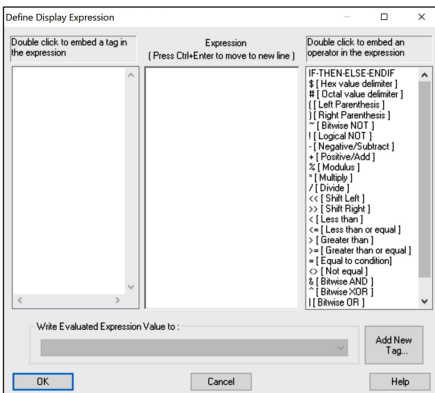 Define Display Expression
Double click to embed a tag in
the expression
Expression
( Press Ctrl+Enter to move to new line )
Double click to embed an
operator in the expression
IF-THEN-ELSE-ENDIF
$ [ Hex value delimiter ]
# [ Octal value delimiter ]
( [ Left Parenthesis ]
) [ Right Parenthesis ]
~ [ Bitwise NOT ]
! [ Logical NOT ]
- [ Negative/Subtract ]
+ [ Positive/Add ]
% [ Modulus ]
* [ Multiply ]
/ [ Divide ]
<< [ Shift Left ]
>> [ Shift Right ]
< [ Less than ]
<= [ Less than or equal ]
> [ Greater than ]
>= [ Greater than or equal ]
= [ Equal to condition]
<> [ Not equal ]
& [ Bitwise AND ]
^ [ Bitwise XOR ]
| [ Bitwise OR ]
Write Evaluated Expression Value to :
Add New
Tag...
OK
Cancel
Help